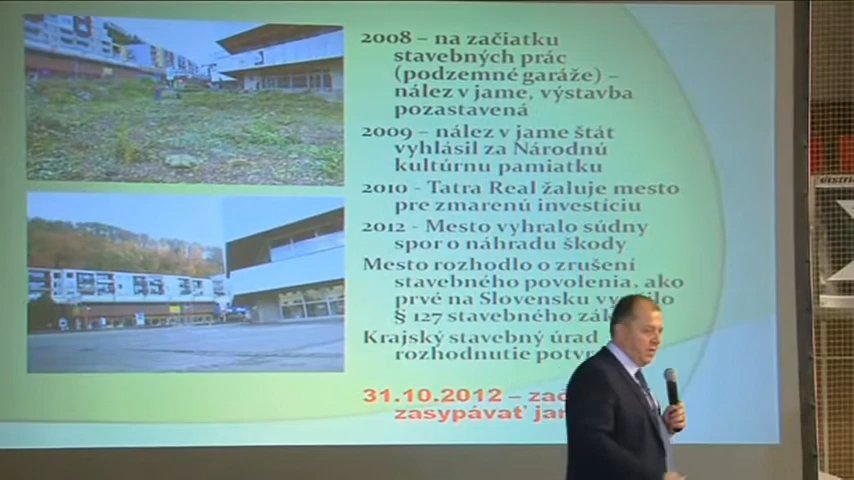 2008 – na začiatku
stavebných prác
(podzemné garáže) –
nález v jame, výstavba
pozastavená
2009 – nález v jame štát
vyhlásil za Národnú
kultúrnu pamiatku
2010 – Tatra Real žaluje mesto
pre zmarenú investíciu
2012 – Mesto vyhralo súdny
spor o náhradu škody
Mesto rozhodlo o zrušení
stavebného povolenia, ako
prvé na Slovensku
§ 127 stavebného
Krajský stavebný úrad
rozhodnutie
31.10.2012 –
zasypávať